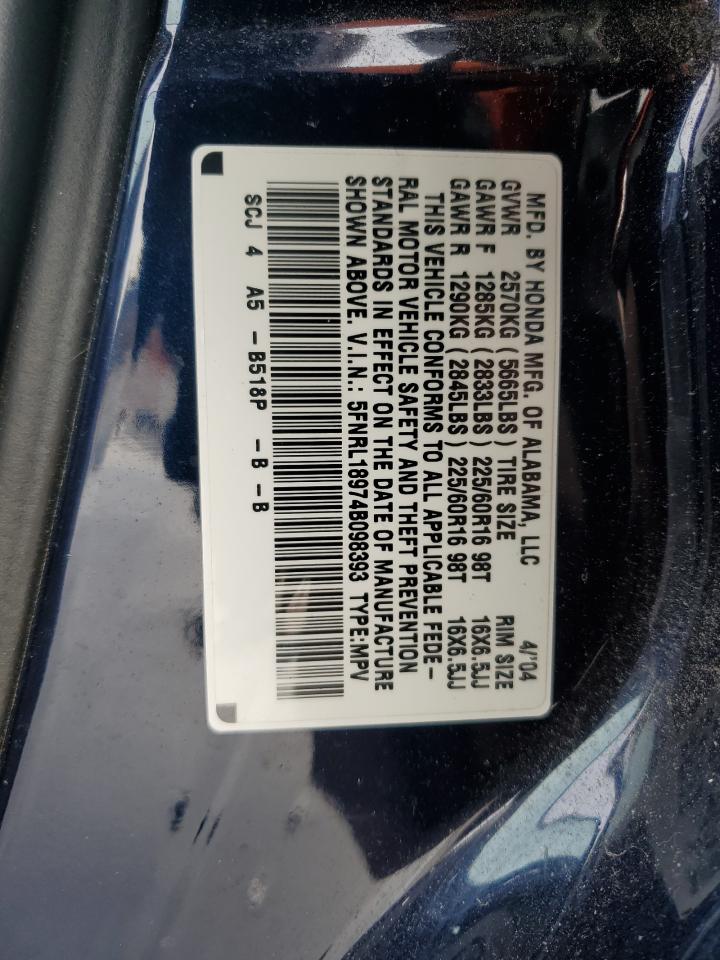 MFD. BY HONDA MFG. OF ALABAMA, LLC 4/'04
GVWR 2570KG ( 5665LBS ) TIRE SIZE RIM SIZE
GAWR F 1285KG ( 2833LBS ) 225/60R16 98T 16X6.5JJ
GAWR R 1290KG ( 2845LBS ) 225/60R16 98T 16X6.5JJ
THIS VEHICLE CONFORMS TO ALL APPLICABLE FEDE-
RAL MOTOR VEHICLE SAFETY AND THEFT PREVENTION
STANDARDS IN EFFECT ON THE DATE OF MANUFACTURE
SHOWN ABOVE. V.I.N.: 5FNRL18974B098393 TYPE:MPV
SCJ 4 A5 -B518P -B-B